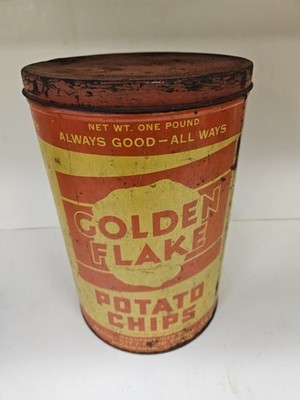 NET WT. ONE POUND
ALWAYS GOOD—ALL WAYS
GOLDEN
FLAKE
POTATO
CHIPS